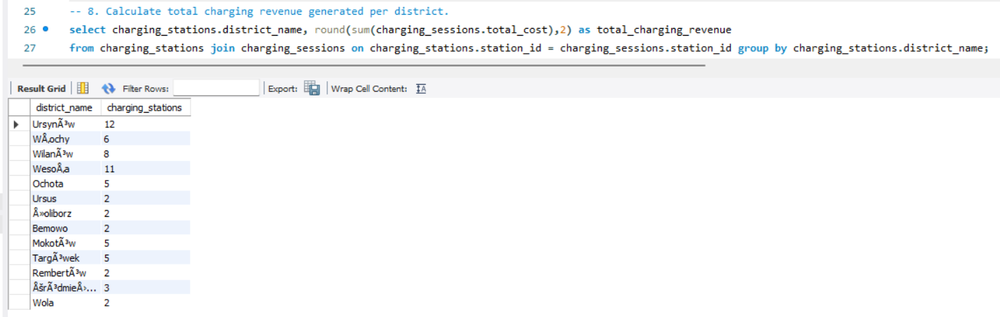 25 -- 8. Calculate total charging revenue generated per district.
26 select charging_stations.district_name, round(sum(charging_sessions.total_cost),2) as total_charging_revenue
27 from charging_stations join charging_sessions on charging_stations.station_id = charging_sessions.station_id group by charging_stations.district_name;
Result Grid Filter Rows: Export: Wrap Cell Content: IA
district_name charging_stations
UrsynÃ³w 12
WÅ‚ochy 6
WilanÃ³w 8
WesoÅ‚a 11
Ochota 5
Ursus 2
Å»oliborz 2
Bemowo 2
MokotÃ³w 5
TargÃ³wek 5
RembertÃ³w 2
ÅšrÃ³dmieÅ›... 3
Wola 2